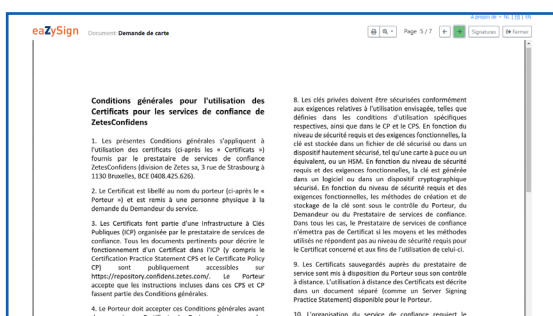 A propos de • NL | FR | EN
eaZySign Document: Demande de carte Page 5 / 7 Signatures Fermer
Conditions générales pour l'utilisation des
Certificats pour les services de confiance de
ZetesConfidens
1. Les présentes Conditions générales s'appliquent à
l'utilisation des certificats (ci-après les « Certificats »)
fournis par le prestataire de services de confiance
ZetesConfidens (division de Zetes sa, 3 rue de Strasbourg à
1130 Bruxelles, BCE 0408.425.626).
2. Le Certificat est libellé au nom du porteur (ci-après le «
Porteur ») et est remis à une personne physique à la
demande du Demandeur du service.
3. Les Certificats font partie d'une Infrastructure à Clés
Publiques (ICP) organisée par le prestataire de services de
confiance. Tous les documents pertinents pour décrire le
fonctionnement d'un Certificat dans l'ICP (y compris le
Certification Practice Statement CPS et le Certificate Policy
CP) sont publiquement accessibles sur
https://repository.confidens.zetes.com/. Le Porteur
accepte que les instructions incluses dans ces CPS et CP
fassent partie des Conditions générales.
4. Le Porteur doit accepter ces Conditions générales avant
8. Les clés privées doivent être sécurisées conformément
aux exigences relatives à l'utilisation envisagée, telles que
définies dans les conditions d'utilisation spécifiques
respectives, ainsi que dans le CP et le CPS. En fonction du
niveau de sécurité requis et des exigences fonctionnelles, la
clé est stockée dans un fichier de clé sécurisé ou dans un
dispositif hautement sécurisé, tel qu'une carte à puce ou un
équivalent, ou un HSM. En fonction du niveau de sécurité
requis et des exigences fonctionnelles, la clé est générée
dans un logiciel ou dans un dispositif cryptographique
sécurisé. En fonction du niveau de sécurité requis et des
exigences fonctionnelles, les méthodes de création et de
stockage de la clé sont sous le contrôle du Porteur, du
Demandeur ou du Prestataire de services de confiance.
Dans tous les cas, le Prestataire de services de confiance
n'émettra pas de Certificat si les moyens et les méthodes
utilisés ne répondent pas au niveau de sécurité requis pour
le Certificat concerné et aux fins de l'utilisation de celui-ci.
9. Les Certificats sauvegardés auprès du prestataire de
service sont mis à disposition du Porteur sous son contrôle
à distance. L'utilisation à distance des Certificats est décrite
dans un document séparé (comme un Server Signing
Practice Statement) disponible pour le Porteur.
10. L'organisation du service de confiance requiert le